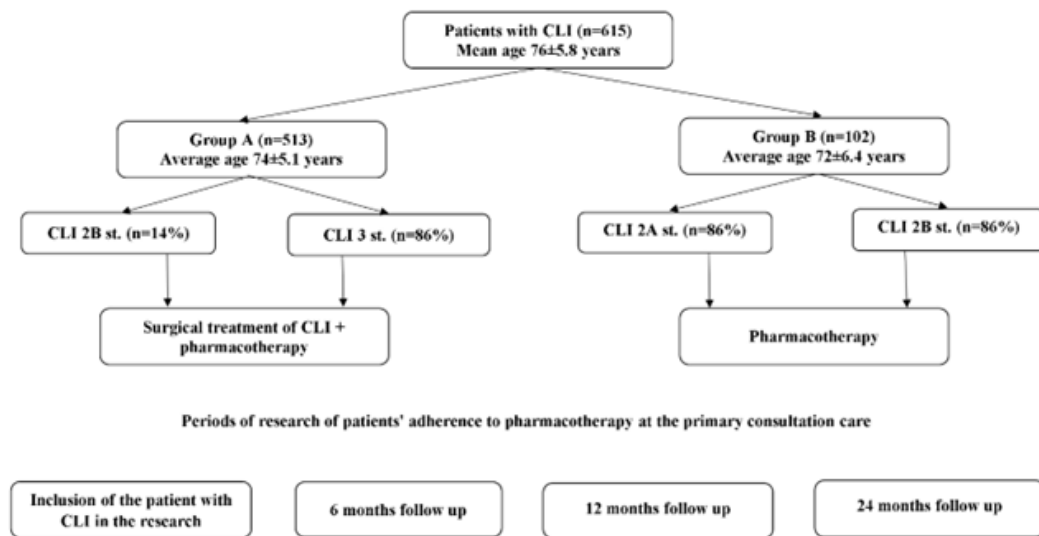 Patients with CLI (n=615)
Mean age 76±5.8 years
Group A (n=513)
Average age 74±5.1 years
Group B (n=102)
Average age 72±6.4 years
CLI 2B st. (n=14%)
CLI 3 st. (n=86%)
CLI 2A st. (n=86%)
CLI 2B st. (n=86%)
Surgical treatment of CLI +
pharmacotherapy
Pharmacotherapy
Periods of research of patients' adherence to pharmacotherapy at the primary consultation care
Inclusion of the patient with
CLI in the research
6 months follow up
12 months follow up
24 months follow up